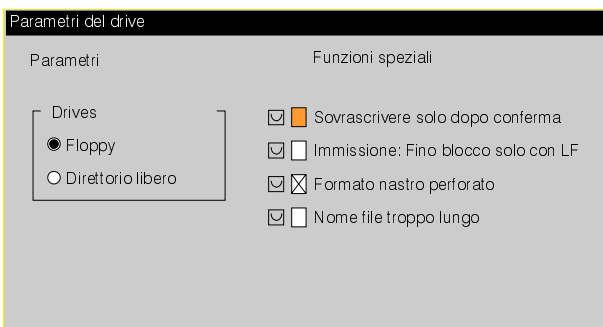 Parametri del drive
Parametri
Funzioni speziali
Drives
Floppy
Direttorio libero
Sovrascrivere solo dopo conferma
Immissione: Fino blocco solo con LF
Formato nastro perforato
Nome file troppo lungo